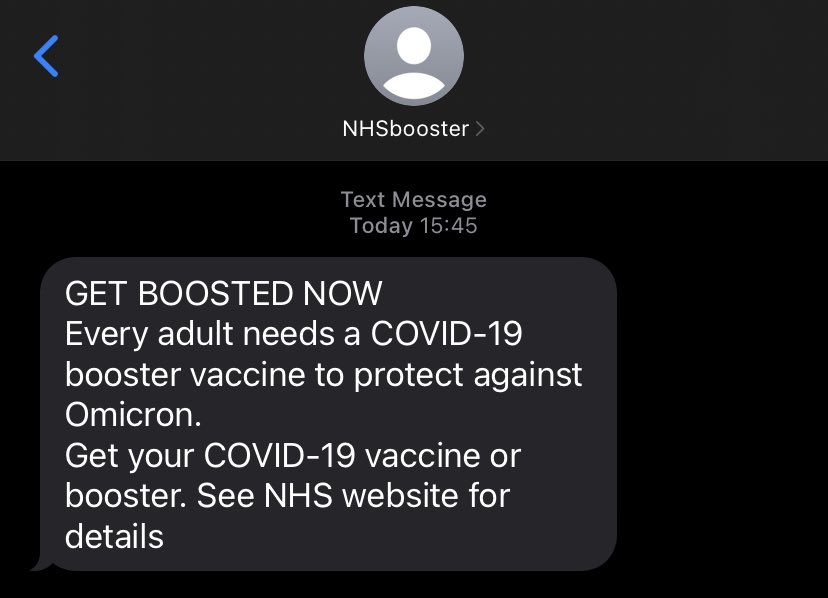 NHSbooster
Text Message
Today 15:45
GET BOOSTED NOW
Every adult needs a COVID-19
booster vaccine to protect against
Omicron.
Get your COVID-19 vaccine or
booster. See NHS website for
details